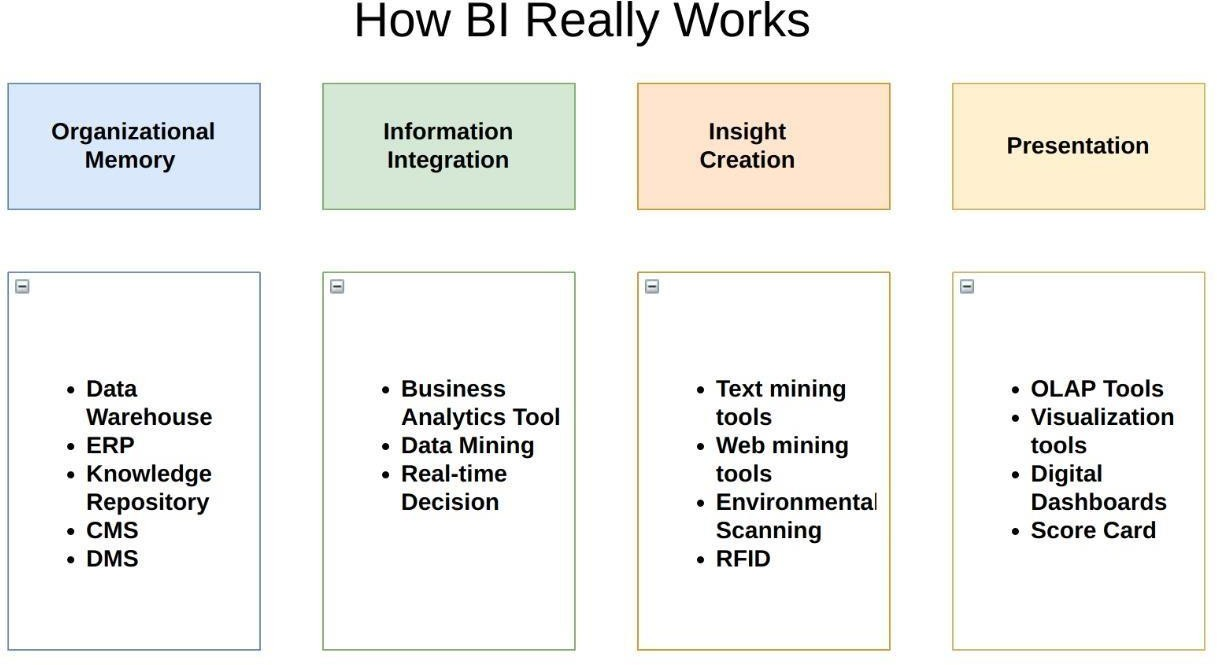 How BI Really Works
Organizational
Memory
Information
Integration
Insight
Creation
Presentation
• Data
Warehouse
• ERP
• Knowledge
Repository
• CMS
• DMS
• Business
Analytics Tool
• Data Mining
• Real-time
Decision
• Text mining
tools
• Web mining
tools
• Environmental
Scanning
• RFID
• OLAP Tools
• Visualization
tools
• Digital
Dashboards
• Score Card